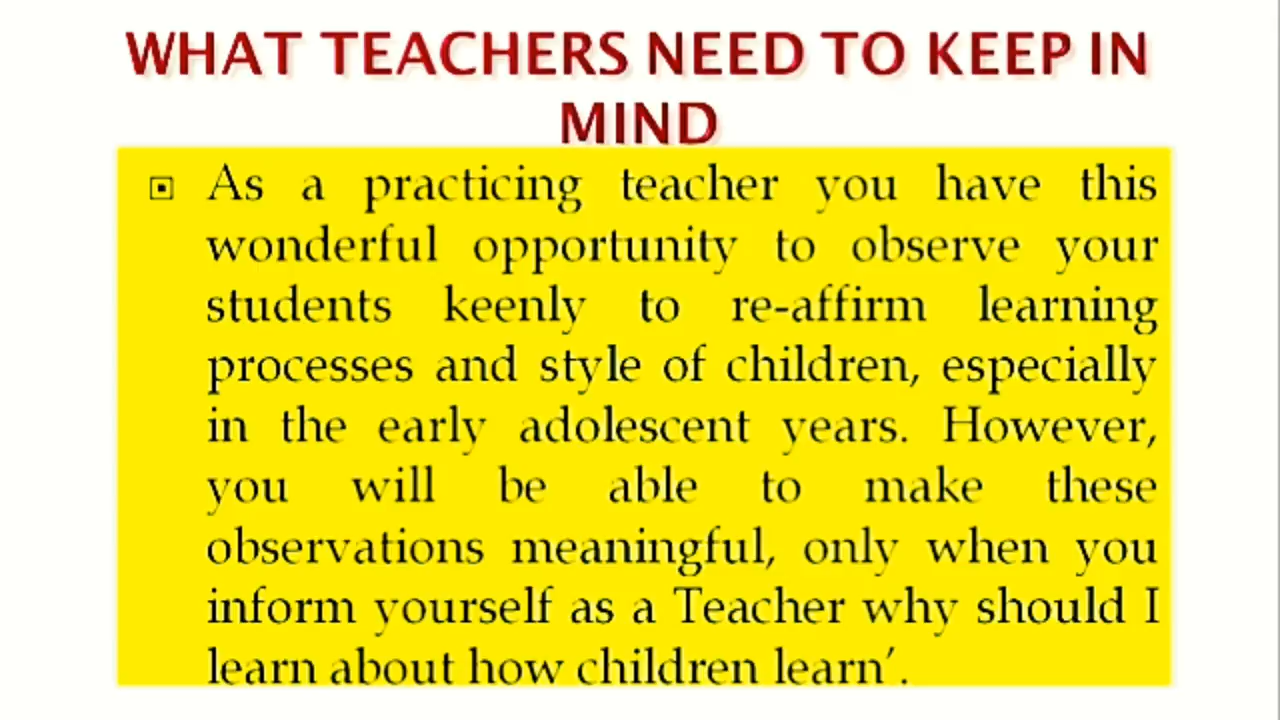 WHAT TEACHERS NEED TO KEEP IN
MIND
As a practicing teacher you have this
wonderful opportunity to observe your
students keenly to re-affirm learning
processes and style of children, especially
in the early adolescent years. However,
you will be able to make these
observations meaningful, only when you
inform yourself as a Teacher why should I
learn about how children learn’.